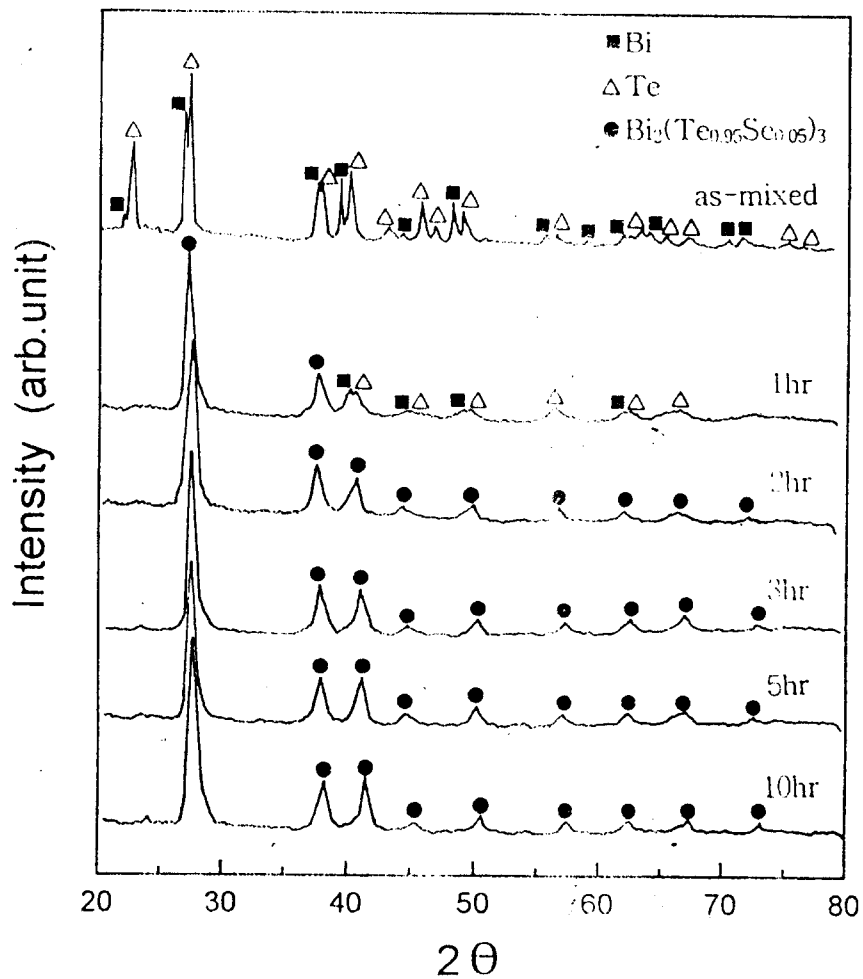 ■ Bi
△ Te
● Bi₂(Te₀.₉₅Se₀.₀₅)₃
as-mixed
1hr
2hr
3hr
5hr
10hr
Intensity (arb.unit)
20 30 40 50 60 70 80
2Θ